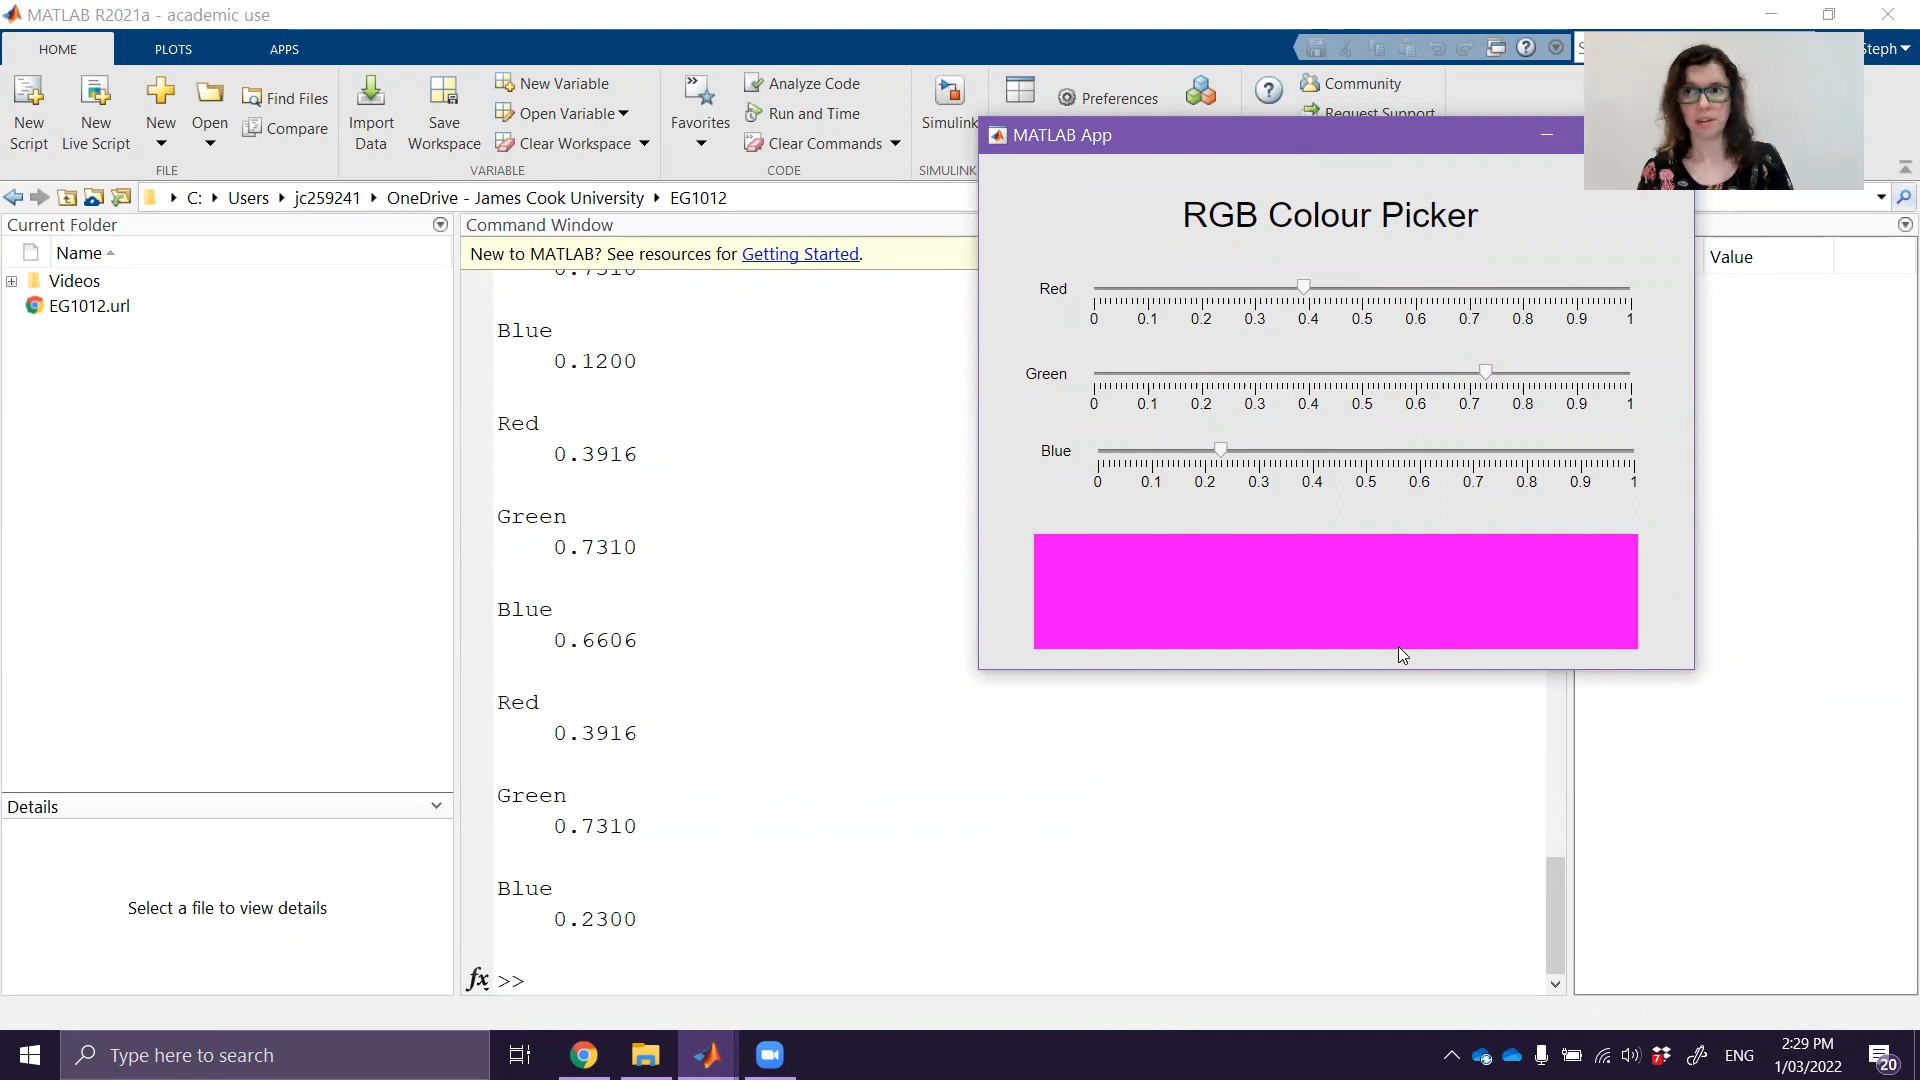 MATLAB R2021a - academic use
HOME PLOTS APPS
Steph
New Script
New Live Script
New
Open
Find Files
Compare
FILE
Import Data
Save Workspace
New Variable
Open Variable
Clear Workspace
VARIABLE
Favorites
Analyze Code
Run and Time
Clear Commands
CODE
SIMULINK
Preferences
Community
Request Support
C: Users jc259241 OneDrive - James Cook University EG1012
Current Folder
Name
Videos
EG1012.url
Details
Select a file to view details
Command Window
New to MATLAB? See resources for Getting Started.
0.7310
Blue
0.1200
Red
0.3916
Green
0.7310
Blue
0.6606
Red
0.3916
Green
0.7310
Blue
0.2300
fx >>
Value
MATLAB App
RGB Colour Picker
Red
0 0.1 0.2 0.3 0.4 0.5 0.6 0.7 0.8 0.9 1
Green
0 0.1 0.2 0.3 0.4 0.5 0.6 0.7 0.8 0.9 1
Blue
0 0.1 0.2 0.3 0.4 0.5 0.6 0.7 0.8 0.9 1
Type here to search
7
ENG
2:29 PM
1/03/2022
20